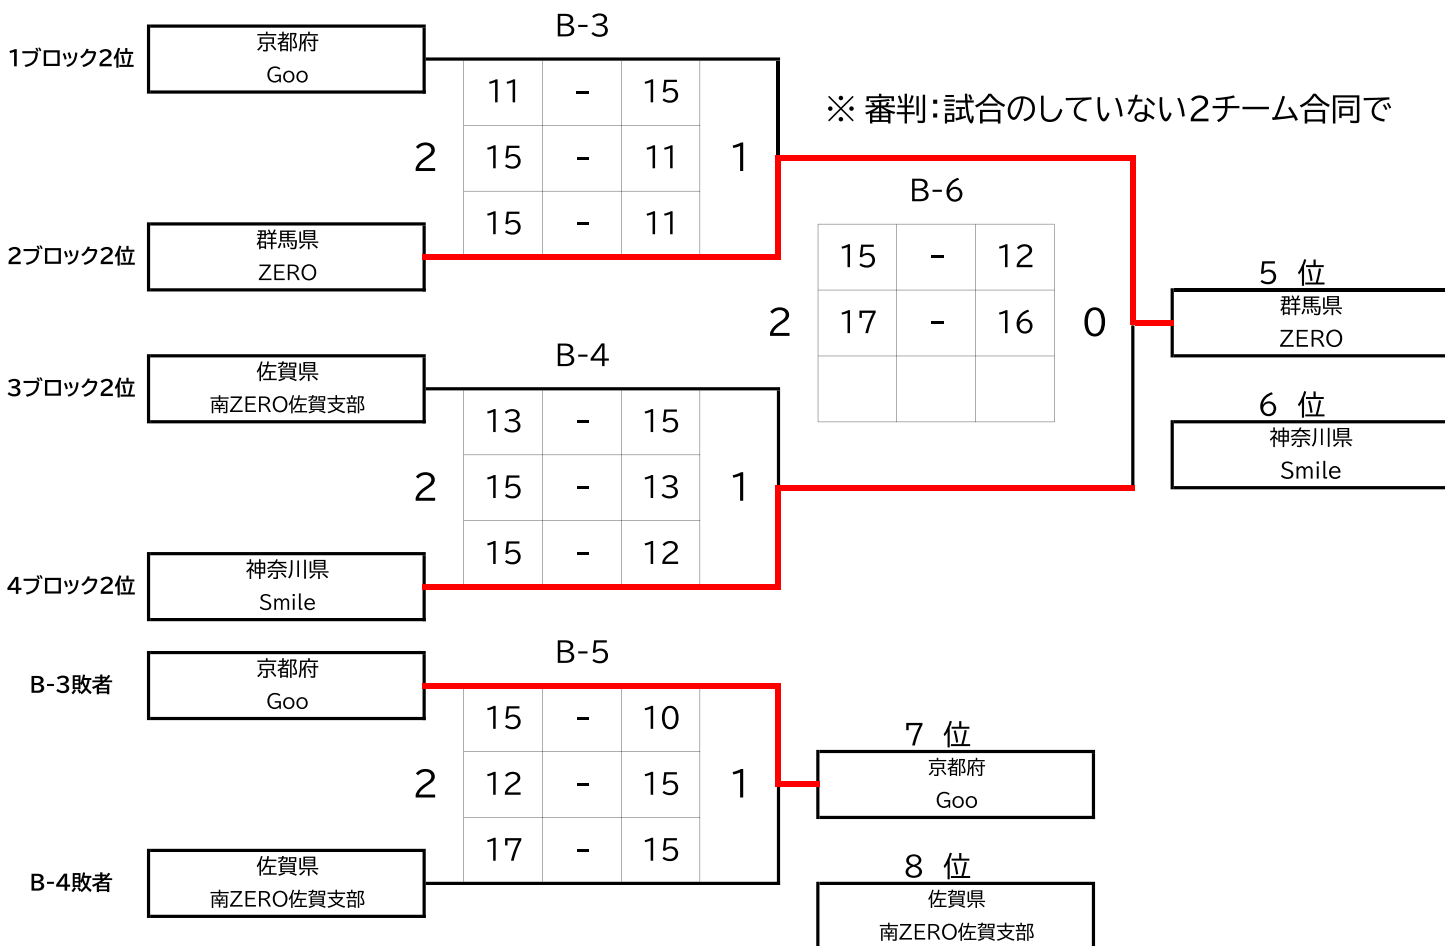 B-3
1ブロック2位
京都府
Goo
11 - 15
※ 審判：試合のしていない2チーム合同で
2
15 - 11
1
B-6
15 - 11
2ブロック2位
群馬県
ZERO
15 - 12
5 位
群馬県
ZERO
2
17 - 16
0
B-4
3ブロック2位
佐賀県
南ZERO佐賀支部
6 位
神奈川県
Smile
13 - 15
2
15 - 13
1
15 - 12
4ブロック2位
神奈川県
Smile
B-5
B-3敗者
京都府
Goo
15 - 10
7 位
京都府
Goo
2
12 - 15
1
17 - 15
B-4敗者
佐賀県
南ZERO佐賀支部
8 位
佐賀県
南ZERO佐賀支部